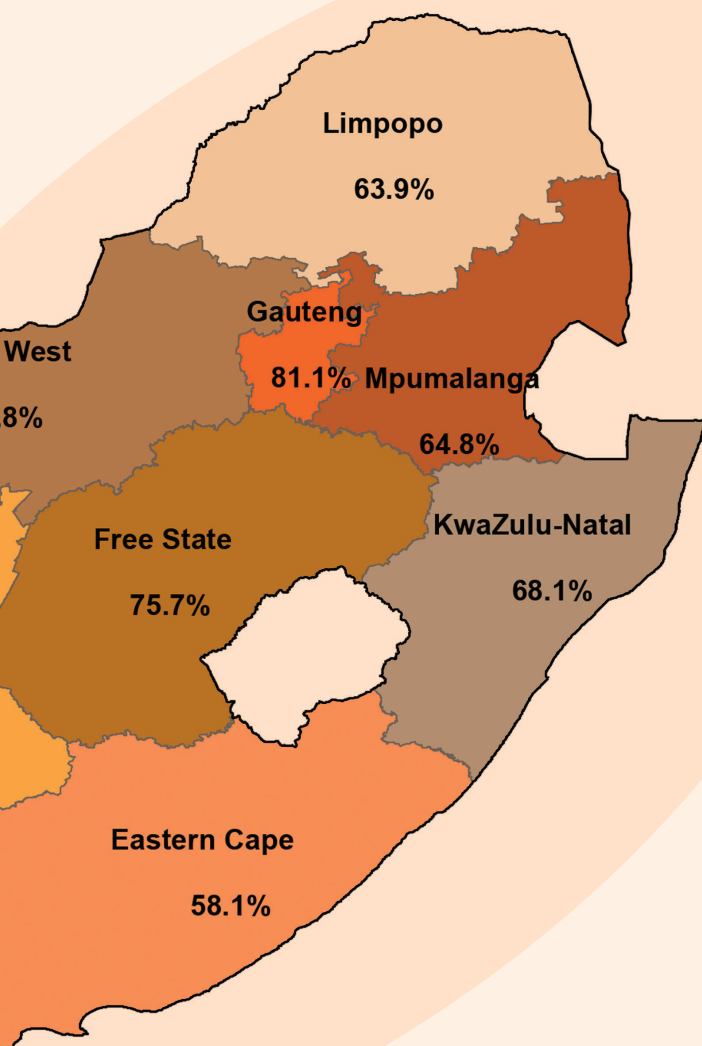 Limpopo
63.9%
Gauteng
West
81.1%
Mpumalanga
.8%
64.8%
KwaZulu-Natal
Free State
68.1%
75.7%
Eastern Cape
58.1%